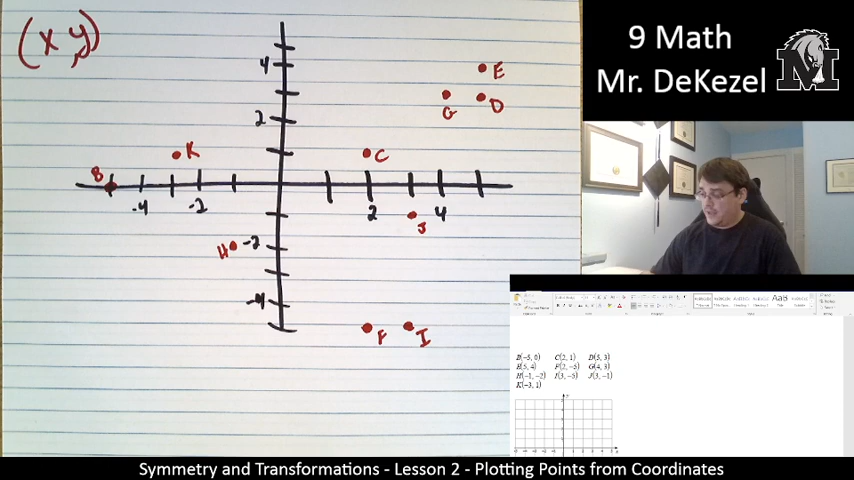 (x, y)
9 Math
Mr. DeKezel
M
4
E
G
D
2
B
K
C
-4
-2
2
4
J
H
-2
-4
F
I
B(-5, 0) C(2, 1) D(5, 3)
E(5, 4) F(2, -5) G(4, 3)
H(-1, -2) I(3, -5) J(3, -1)
K(-3, 1)
Symmetry and Transformations - Lesson 2 - Plotting Points from Coordinates